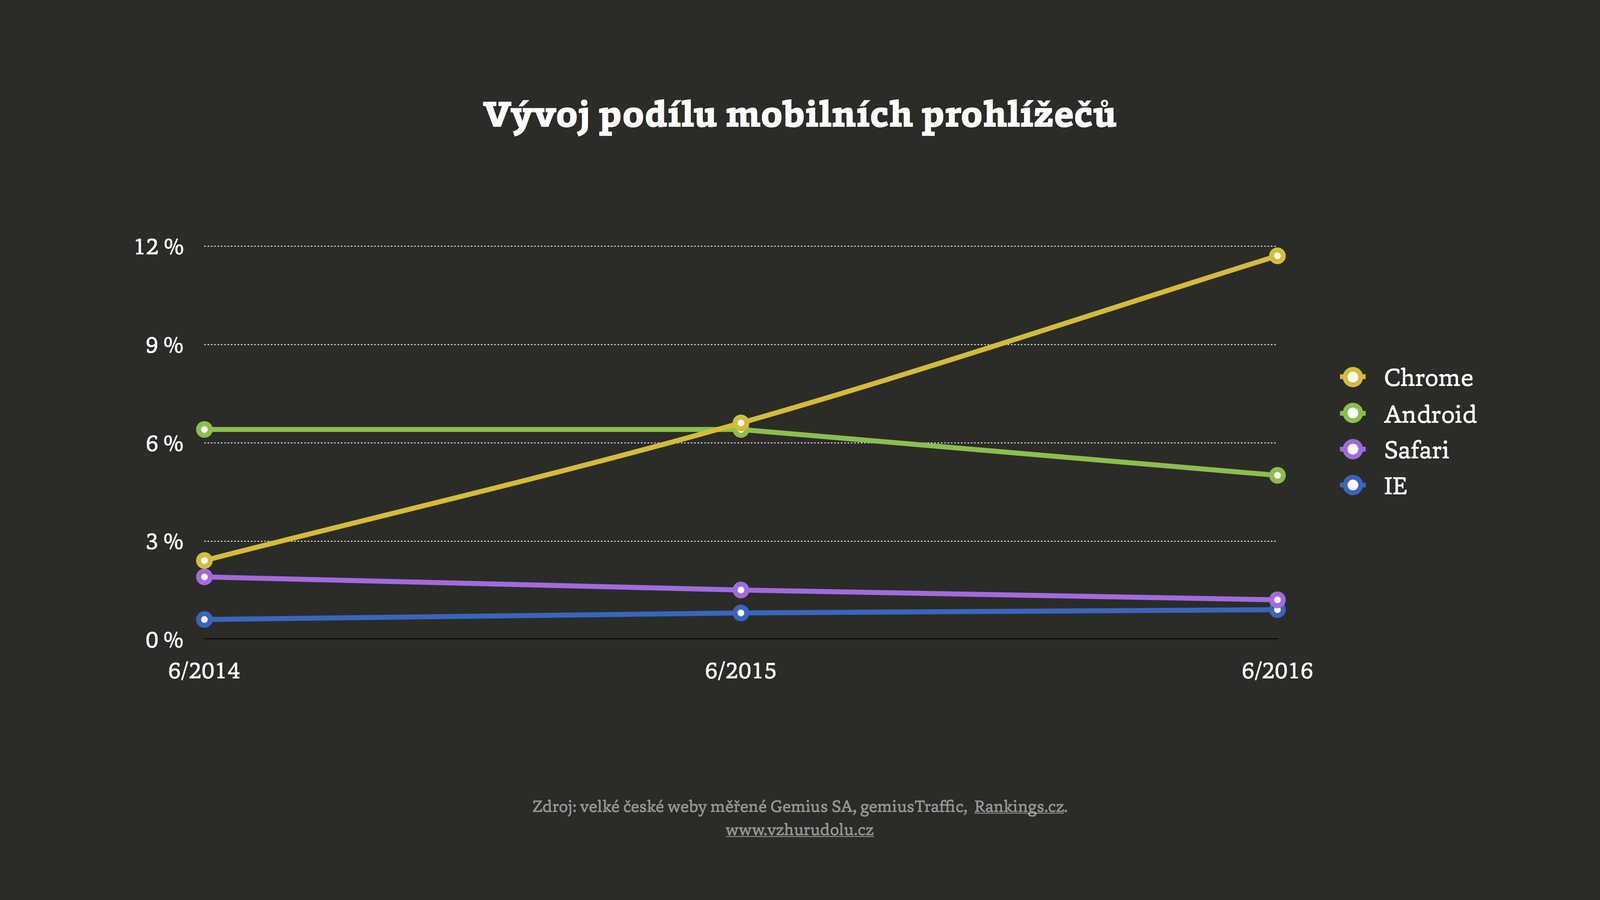 Vývoj podílu mobilních prohlížečů
12 %
9 %
6 %
3 %
0 %
6/2014
6/2015
6/2016
Chrome
Android
Safari
IE
Zdroj: velké české weby měřené Gemius SA, gemiusTraffic, Rankings.cz.
www.vzhurudolu.cz